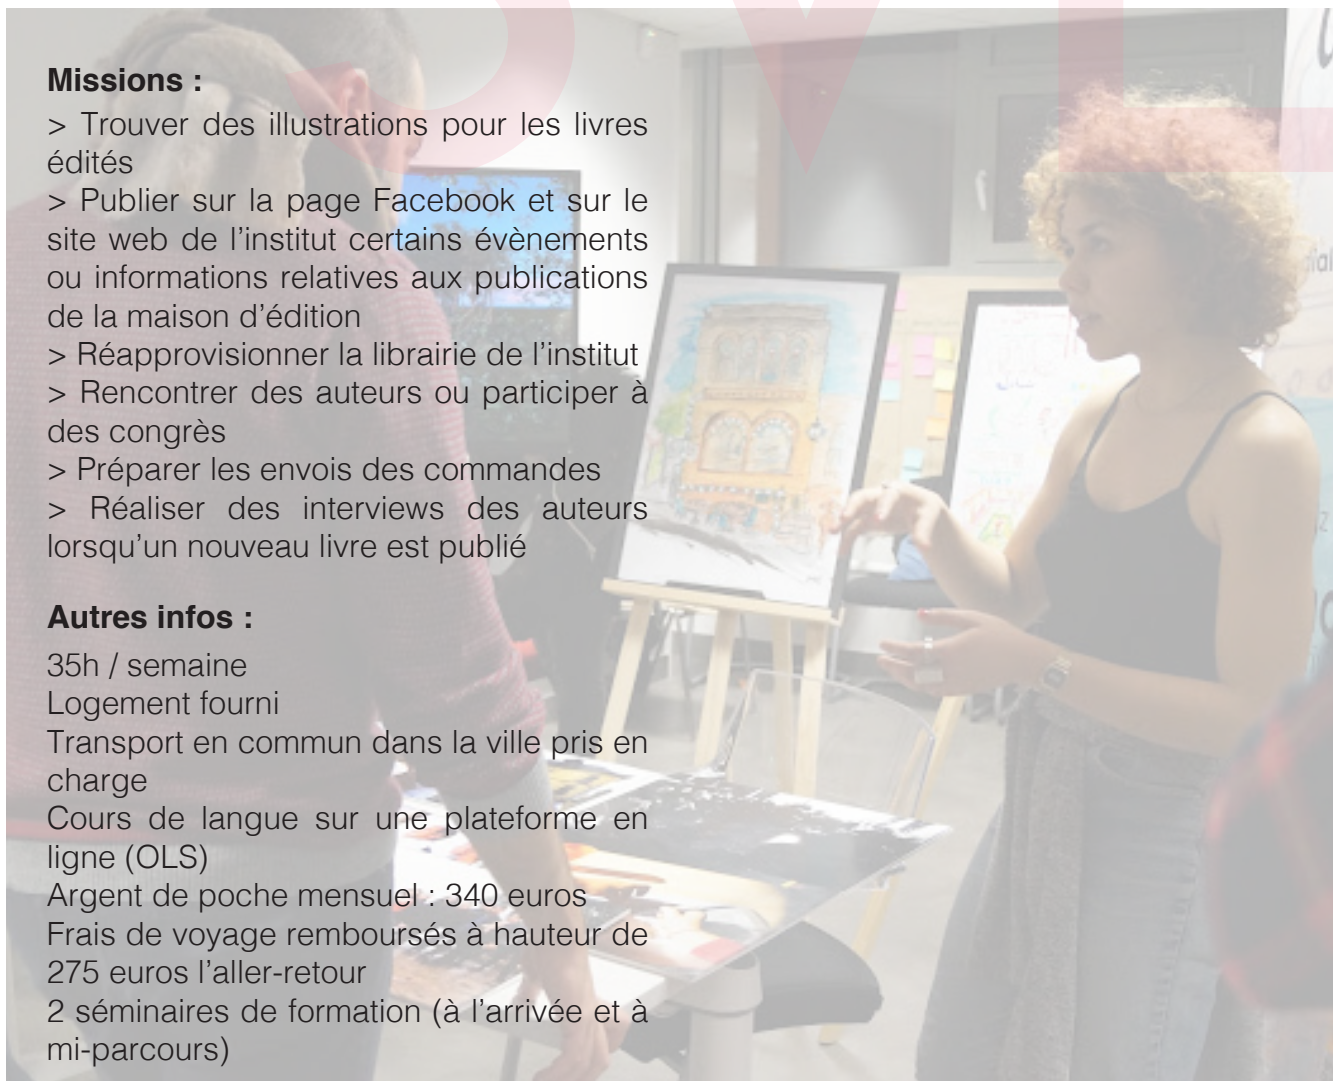 Missions :
> Trouver des illustrations pour les livres
édités
> Publier sur la page Facebook et sur le
site web de l'institut certains évènements
ou informations relatives aux publications
de la maison d'édition
> Réapprovisionner la librairie de l'institut
> Rencontrer des auteurs ou participer à
des congrès
> Préparer les envois des commandes
> Réaliser des interviews des auteurs
lorsqu'un nouveau livre est publié
Autres infos :
35h / semaine
Logement fourni
Transport en commun dans la ville pris en
charge
Cours de langue sur une plateforme en
ligne (OLS)
Argent de poche mensuel : 340 euros
Frais de voyage remboursés à hauteur de
275 euros l'aller-retour
2 séminaires de formation (à l'arrivée et à
mi-parcours)